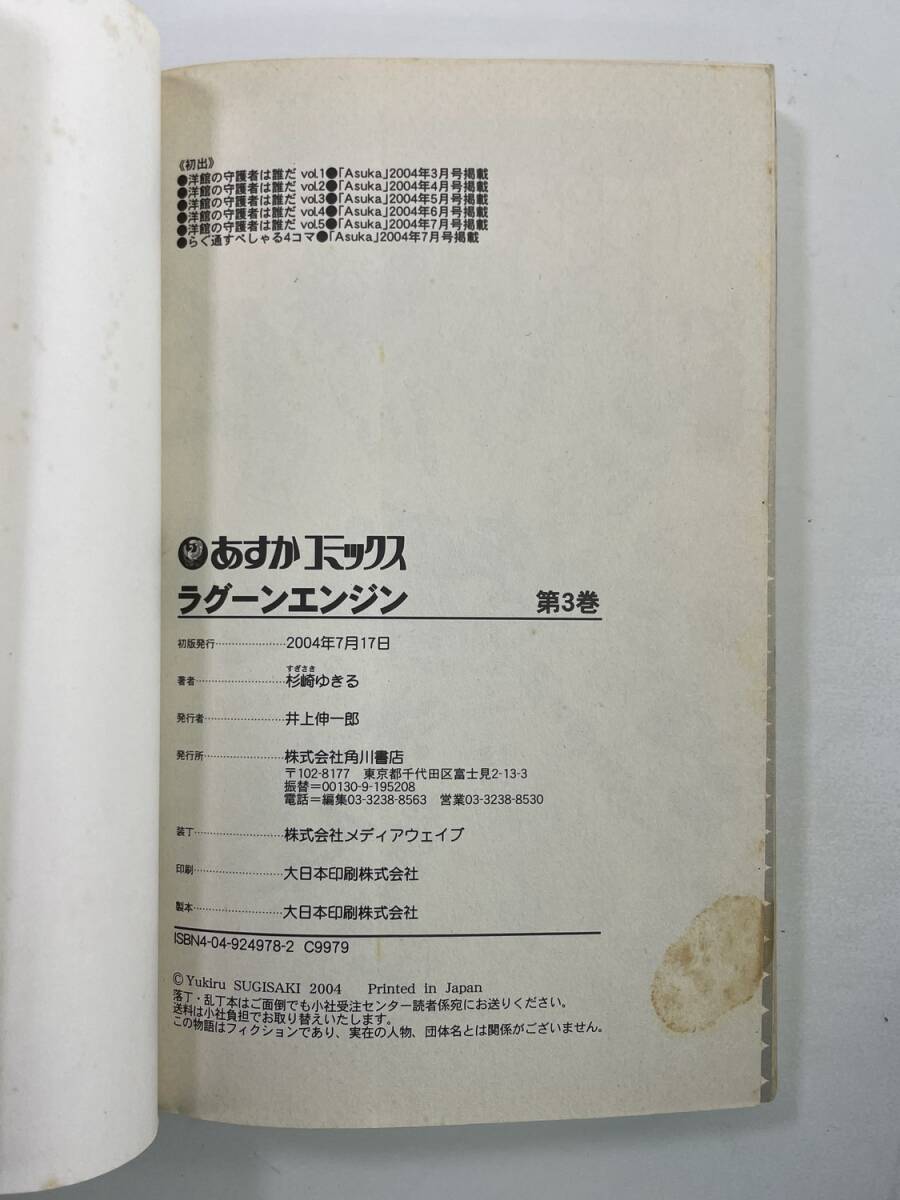 《初出》
●洋館の守護者は誰だ vol.1●「Asuka」2004年3月号掲載
●洋館の守護者は誰だ vol.2●「Asuka」2004年4月号掲載
●洋館の守護者は誰だ vol.3●「Asuka」2004年5月号掲載
●洋館の守護者は誰だ vol.4●「Asuka」2004年6月号掲載
●洋館の守護者は誰だ vol.5●「Asuka」2004年7月号掲載
●らぐ通すぺしゃる4コマ●「Asuka」2004年7月号掲載
あすかコミックス
ラグーンエンジン 第3巻
初版発行…………………2004年7月17日
すぎさき
著者………………………杉崎ゆきる
発行者……………………井上伸一郎
発行所……………………株式会社角川書店
〒102-8177 東京都千代田区富士見2-13-3
振替=00130-9-195208
電話=編集03-3238-8563 営業03-3238-8530
装丁………………………株式会社メディアウェイブ
印刷………………………大日本印刷株式会社
製本………………………大日本印刷株式会社
ISBN4-04-924978-2 C9979
©Yukiru SUGISAKI 2004 Printed in Japan
落丁・乱丁本はご面倒でも小社受注センター読者係宛にお送りください。
送料は小社負担でお取り替えいたします。
この物語はフィクションであり、実在の人物、団体名とは関係がございません。